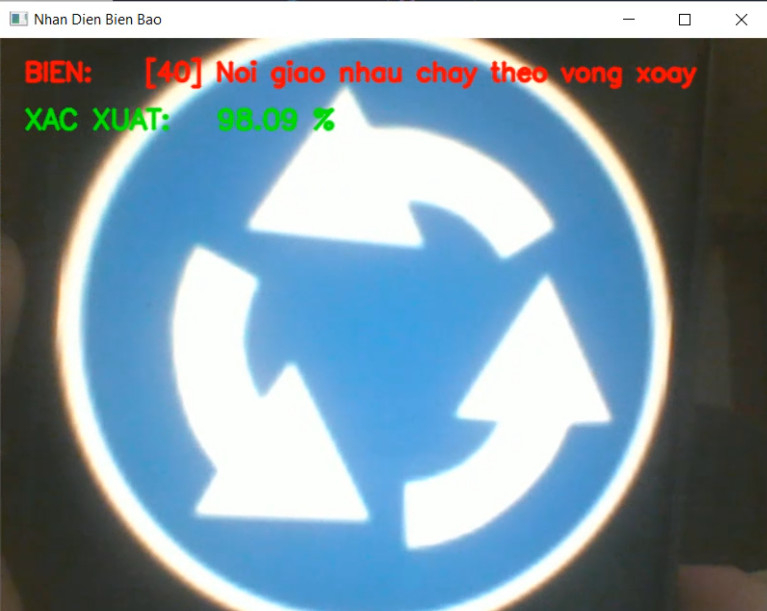 Nhan Dien Bien Bao
BIEN: [40] Noi giao nhau chay theo vong xoay
XAC XUAT: 98.09 %